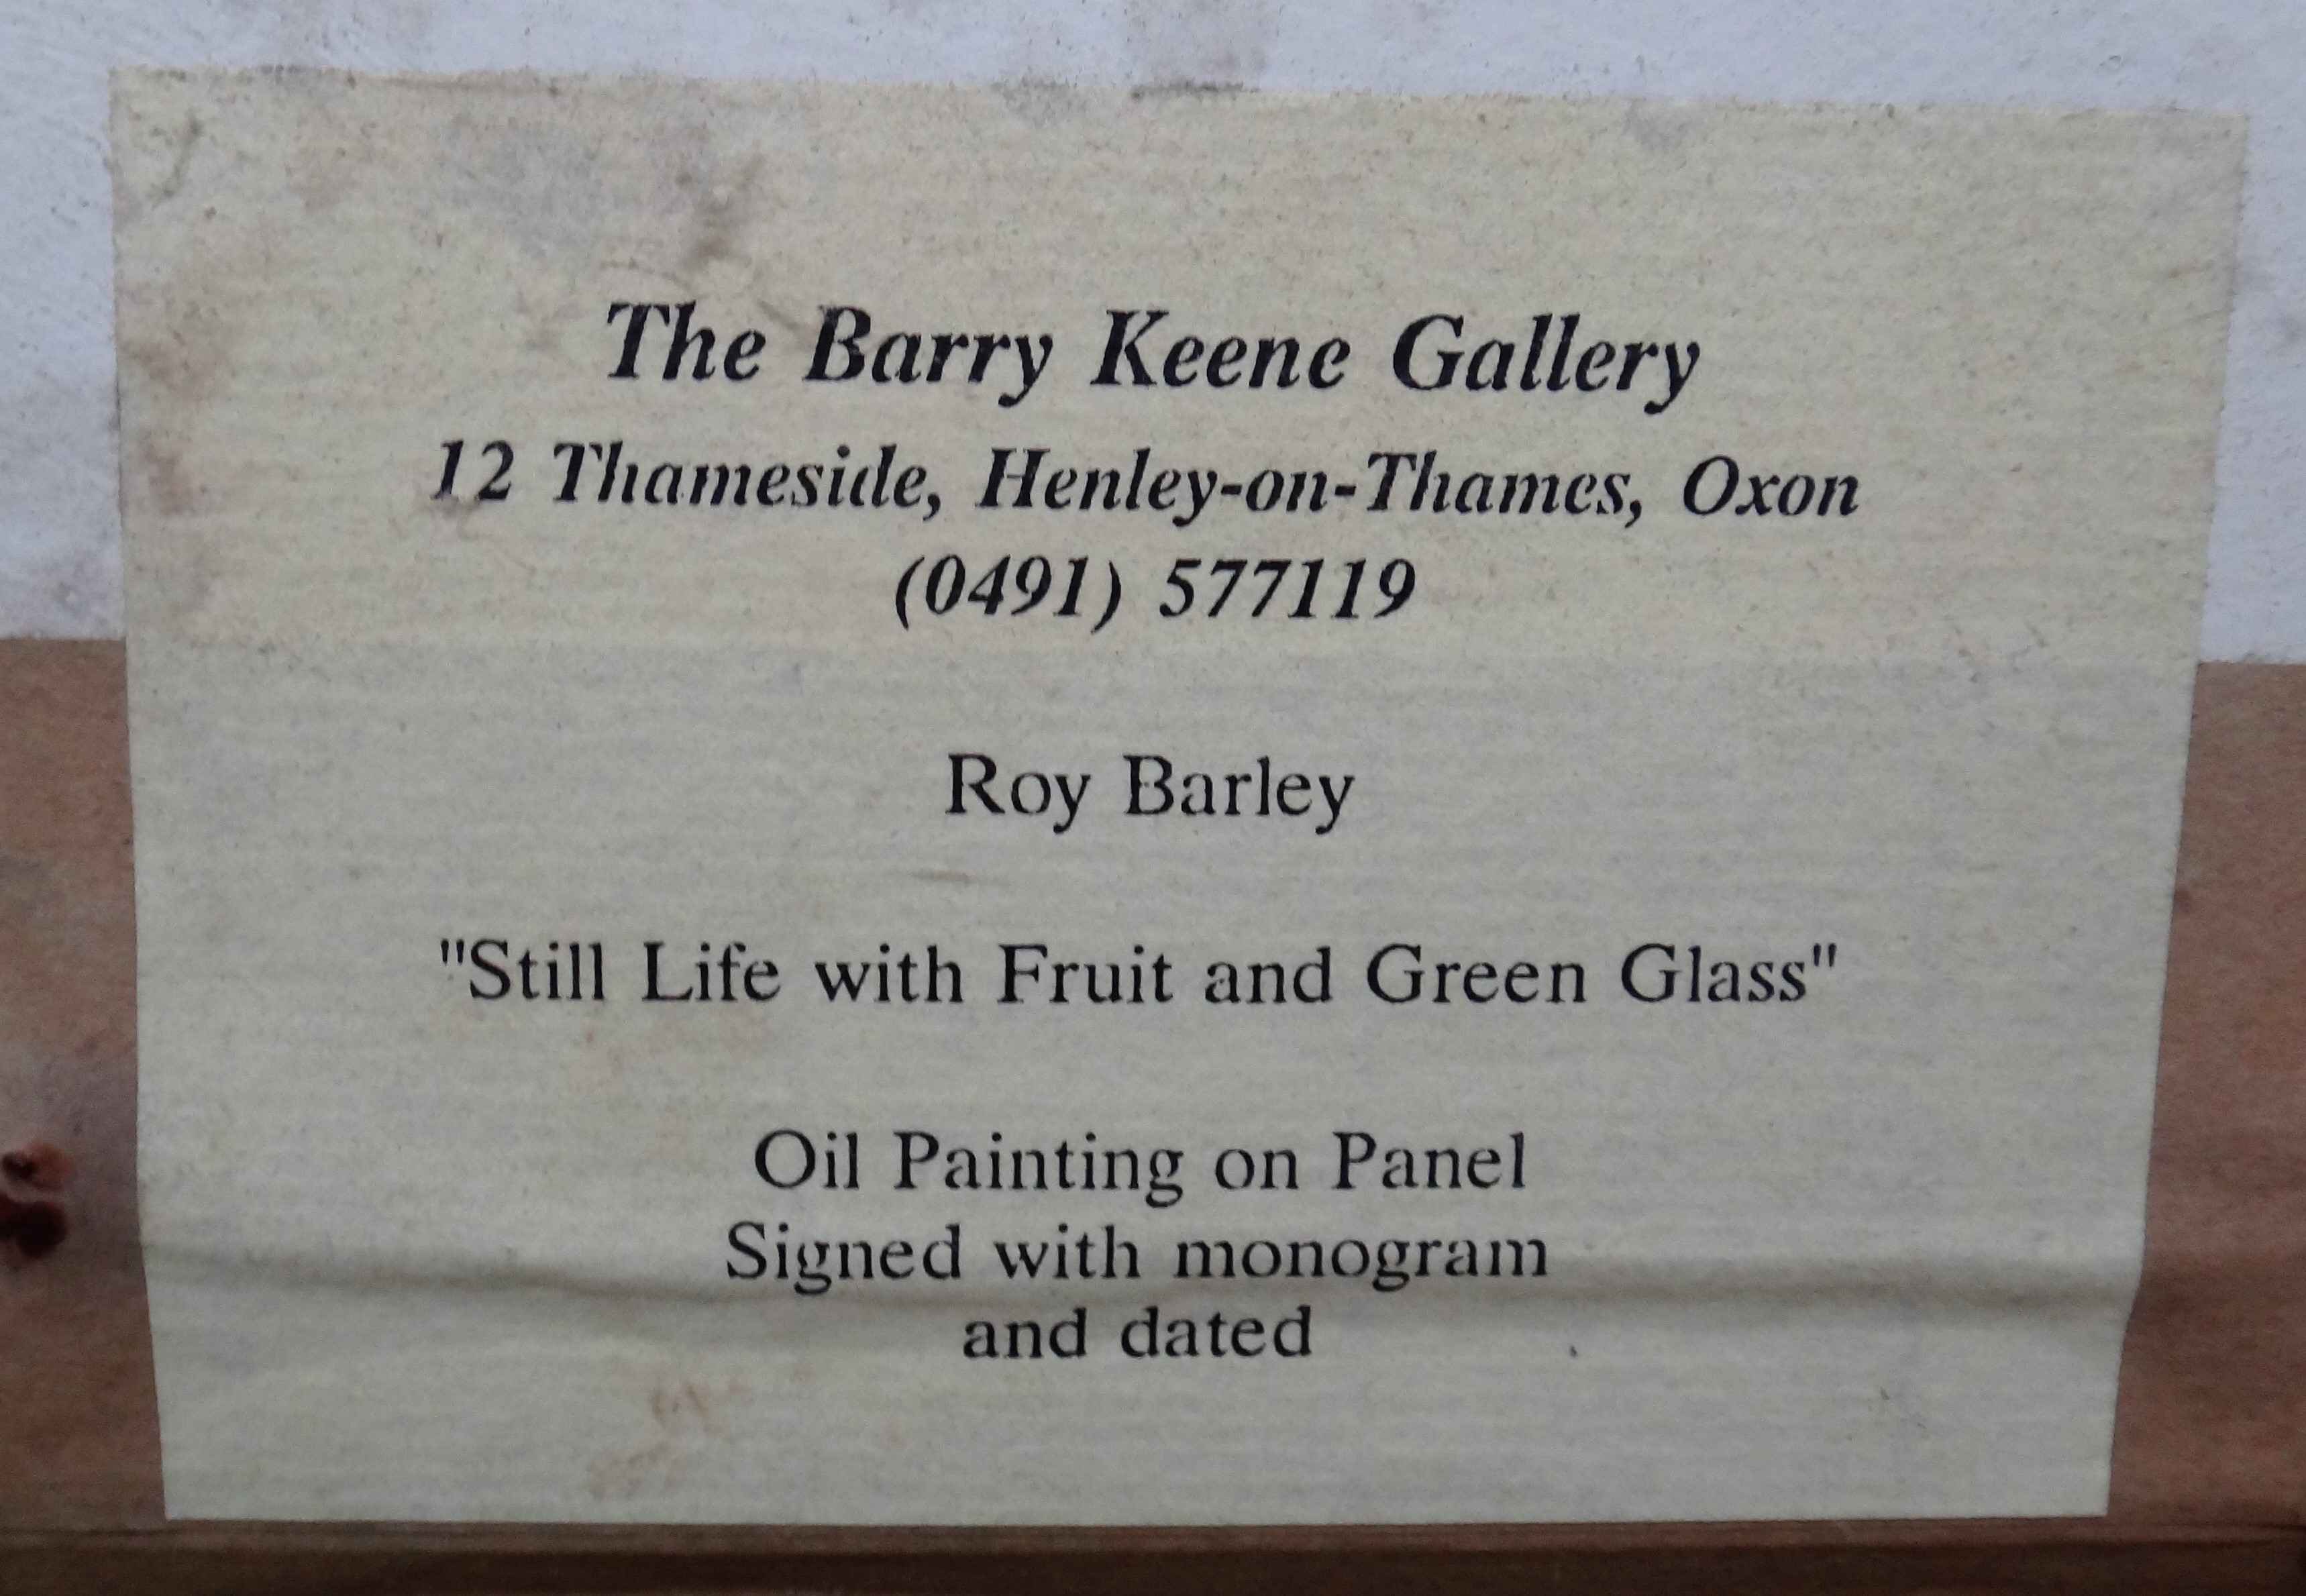 The Barry Keene Gallery
12 Thameside, Henley-on-Thames, Oxon
(0491) 577119
Roy Barley
"Still Life with Fruit and Green Glass"
Oil Painting on Panel
Signed with monogram
and dated